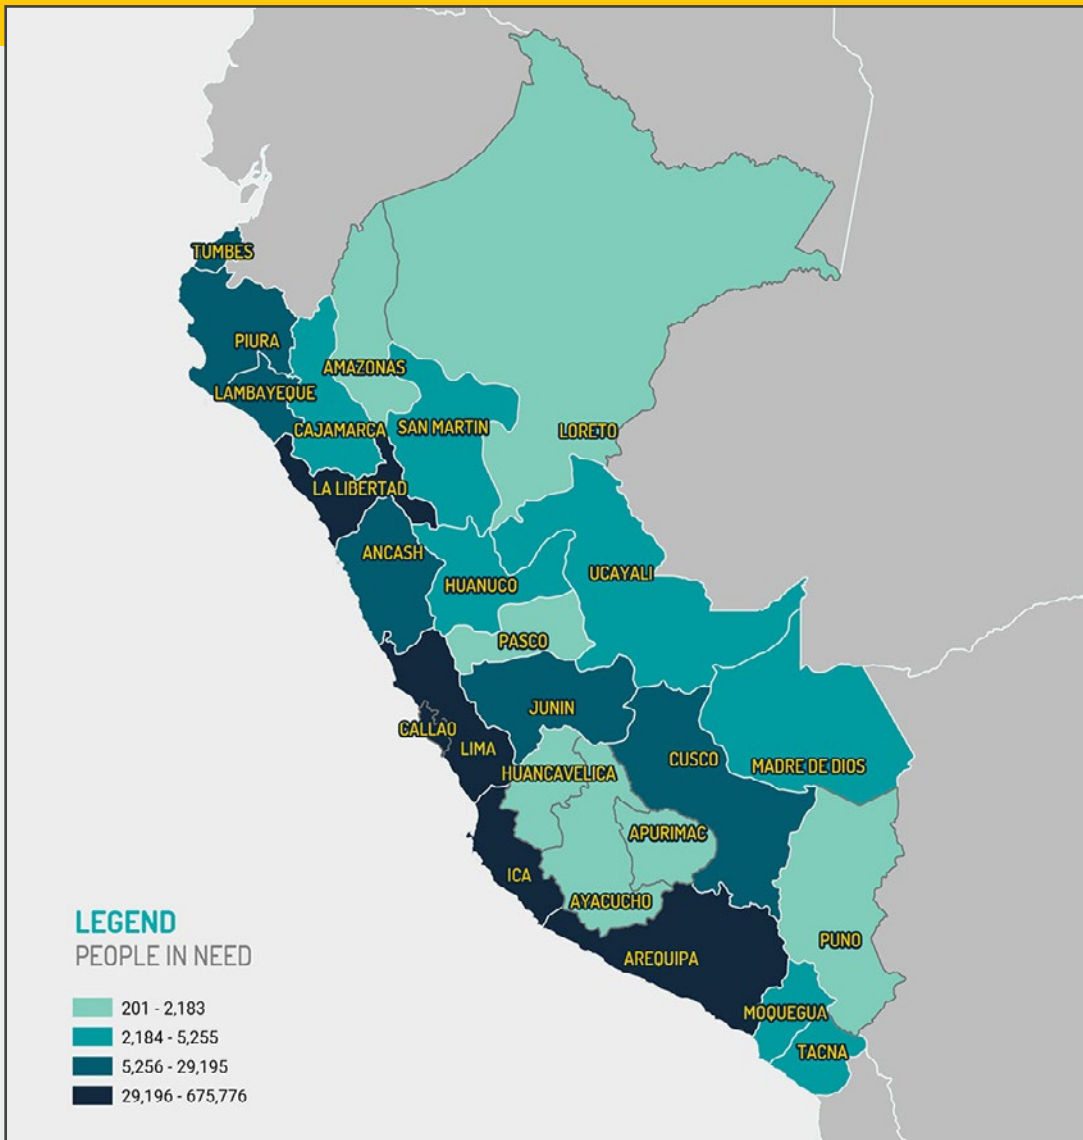 TUMBES
PIURA
AMAZONAS
LAMBAYEQUE
CAJAMARCA
SAN MARTIN
LORETO
LA LIBERTAD
ANCASH
UCAYALI
HUANUCO
PASCO
JUNIN
CALLAO
LIMA
CUSCO
MADRE DE DIOS
HUANCAVELICA
APURIMAC
ICA
AYACUCHO
PUNO
AREQUIPA
MOQUEGUA
TACNA
LEGEND
PEOPLE IN NEED
201 - 2,183
2,184 - 5,255
5,256 - 29,195
29,196 - 675,776